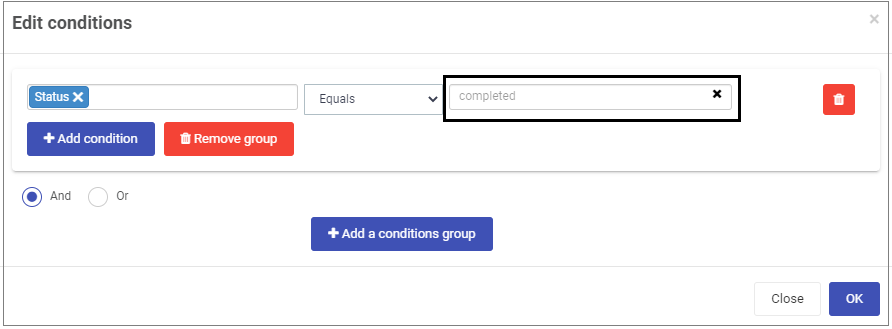 Edit conditions
Status
Equals
completed
Add condition
Remove group
And
Or
Add a conditions group
Close
OK